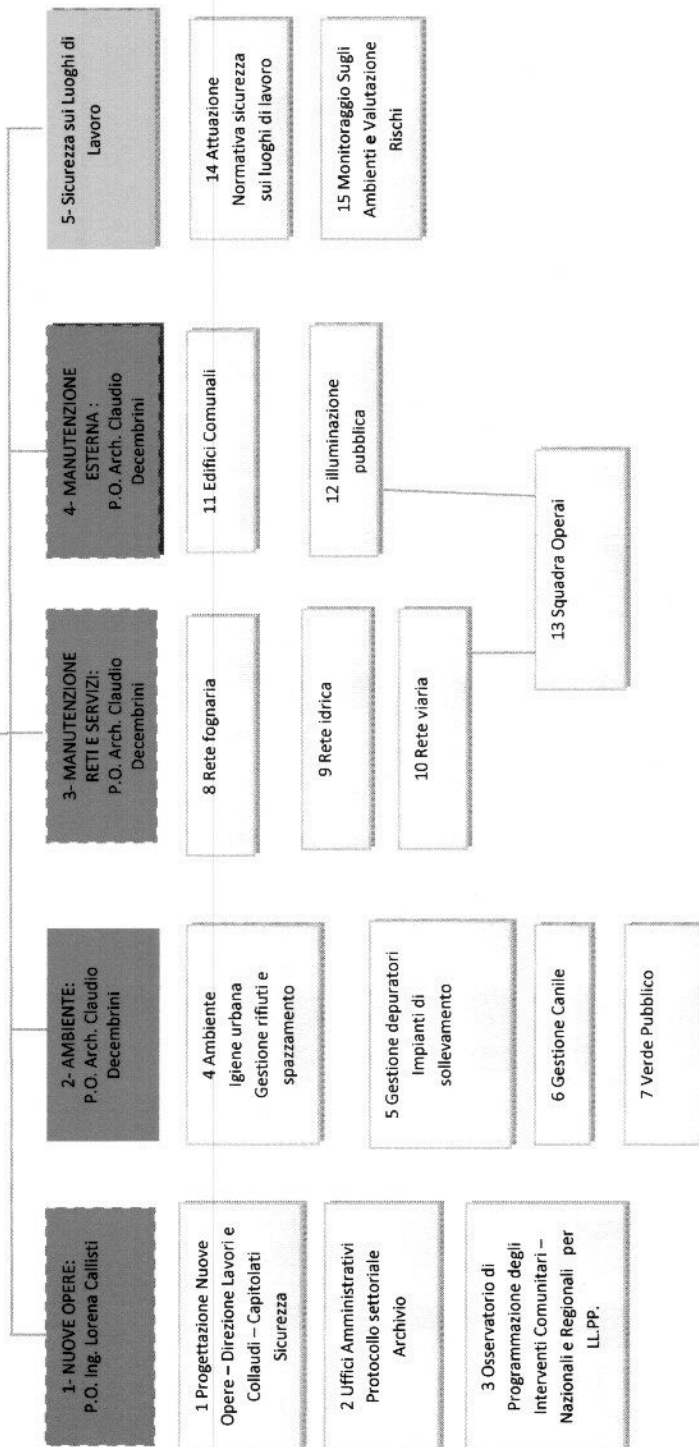 1- NUOVE OPERE:
P.O. Ing. Lorena Callisti
1 Progettazione Nuove
Opere – Direzione Lavori e
Collaudi – Capitolati
Sicurezza
2 Uffici Amministrativi
Protocollo settoriale
Archivio
3 Osservatorio di
Programmazione degli
Interventi Comunitari –
Nazionali e Regionali per
LL.PP.
2- AMBIENTE:
P.O. Arch. Claudio
Decembrini
4 Ambiente
Igiene urbana
Gestione rifiuti e
spazzamento
5 Gestione depuratori
Impianti di
sollevamento
6 Gestione Canile
7 Verde Pubblico
3- MANUTENZIONE
RETI E SERVIZI:
P.O. Arch. Claudio
Decembrini
8 Rete fognaria
9 Rete idrica
10 Rete viaria
4- MANUTENZIONE
ESTERNA :
P.O. Arch. Claudio
Decembrini
11 Edifici Comunali
12 illuminazione
pubblica
13 Squadra Operai
5- Sicurezza sui Luoghi di
Lavoro
14 Attuazione
Normativa sicurezza
sui luoghi di lavoro
15 Monitoraggio Sugli
Ambienti e Valutazione
Rischi